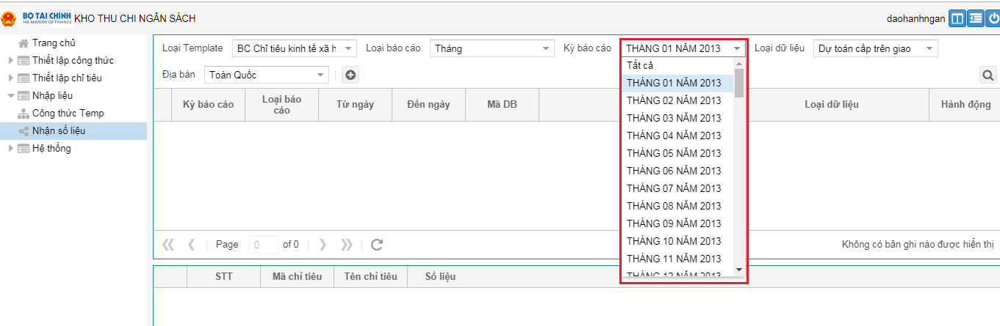 BỘ TÀI CHÍNH
THE MINISTRY OF FINANCE
KHO THU CHI NGÂN SÁCH
daohanhngan
Trang chủ
Thiết lập công thức
Thiết lập chỉ tiêu
Nhập liệu
Công thức Temp
Nhận số liệu
Hệ thống
Loại Template BC Chỉ tiêu kinh tế xã h Loại báo cáo Tháng Kỳ báo cáo THÁNG 01 NĂM 2013 Loại dữ liệu Dự toán cấp trên giao
Địa bàn Toàn Quốc
Tất cả
THÁNG 01 NĂM 2013
THÁNG 02 NĂM 2013
THÁNG 03 NĂM 2013
THÁNG 04 NĂM 2013
THÁNG 05 NĂM 2013
THÁNG 06 NĂM 2013
THÁNG 07 NĂM 2013
THÁNG 08 NĂM 2013
THÁNG 09 NĂM 2013
THÁNG 10 NĂM 2013
THÁNG 11 NĂM 2013
THÁNG 12 NĂM 2013
Kỳ báo cáo Loại báo cáo Từ ngày Đến ngày Mã DB Loại dữ liệu Hành động
Page 0 of 0 Không có bản ghi nào được hiển thị
STT Mã chỉ tiêu Tên chỉ tiêu Số liệu